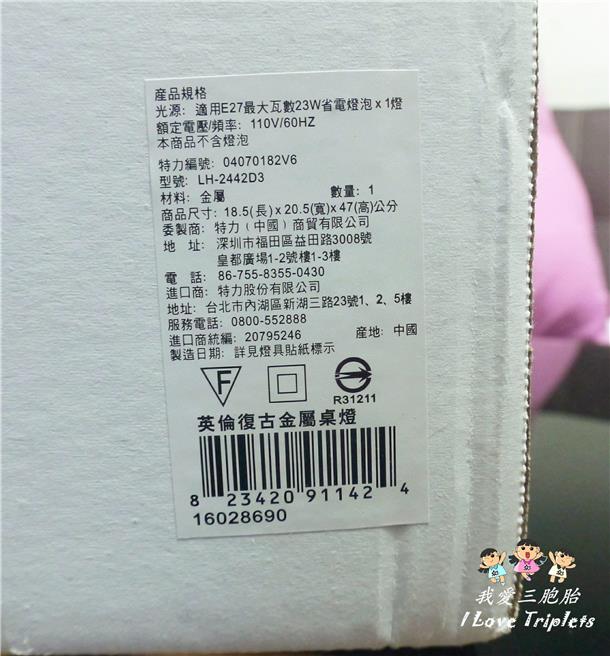 産品規格
光源: 適用E27最大瓦數23W省電燈泡 x 1燈
額定電壓/頻率: 110V/60HZ
本商品不含燈泡
特力編號: 04070182V6
型號: LH-2442D3
材料: 金屬 數量: 1
商品尺寸: 18.5(長) x 20.5(寬) x 47(高)公分
委製商: 特力（中國）商貿有限公司
地 址: 深圳市福田區益田路3008號
皇都廣場1-2號樓1-3樓
電 話: 86-755-8355-0430
進口商: 特力股份有限公司
地址: 台北市內湖區新湖三路23號1、2、5樓
服務電話: 0800-552888
進口商統編: 20795246 産地: 中國
製造日期: 詳見燈具貼紙標示
F
R31211
英倫復古金屬桌燈
8 23420 91142 4
16028690
我愛三胞胎
I Love Triplets